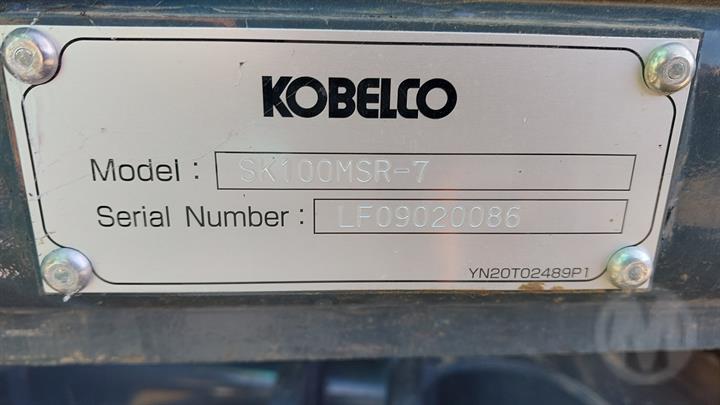 KOBELCO
Model : SK100MSR-7
Serial Number : LF09020086
YN20T02489P1
M